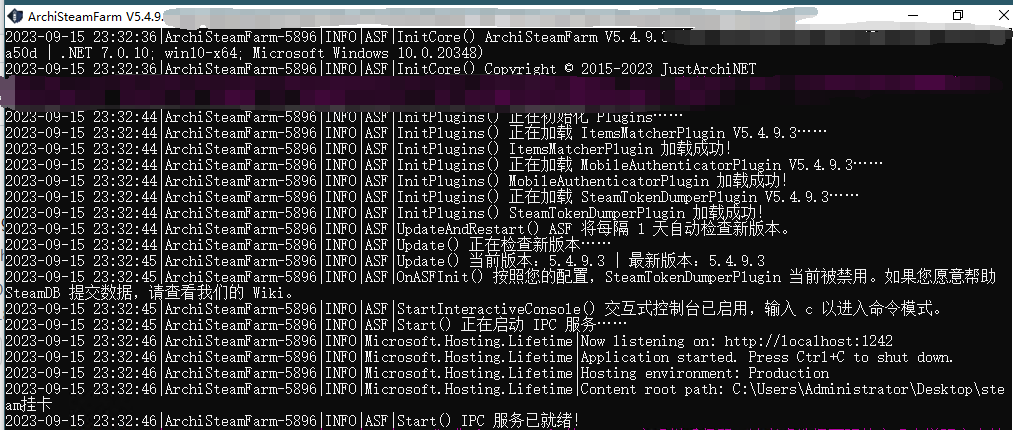 ArchiSteamFarm V5.4.9.
2023-09-15 23:32:36|ArchiSteamFarm-5896|INFO|ASF|InitCore() ArchiSteamFarm V5.4.9.3
a50d | .NET 7.0.10; win10-x64; Microsoft Windows 10.0.20348)
2023-09-15 23:32:36|ArchiSteamFarm-5896|INFO|ASF|InitCore() Copyright © 2015-2023 JustArchiNET
2023-09-15 23:32:44|ArchiSteamFarm-5896|INFO|ASF|InitPlugins() 正在初始化 Plugins……
2023-09-15 23:32:44|ArchiSteamFarm-5896|INFO|ASF|InitPlugins() 正在加载 ItemsMatcherPlugin V5.4.9.3……
2023-09-15 23:32:44|ArchiSteamFarm-5896|INFO|ASF|InitPlugins() ItemsMatcherPlugin 加载成功!
2023-09-15 23:32:44|ArchiSteamFarm-5896|INFO|ASF|InitPlugins() 正在加载 MobileAuthenticatorPlugin V5.4.9.3……
2023-09-15 23:32:44|ArchiSteamFarm-5896|INFO|ASF|InitPlugins() MobileAuthenticatorPlugin 加载成功!
2023-09-15 23:32:44|ArchiSteamFarm-5896|INFO|ASF|InitPlugins() 正在加载 SteamTokenDumperPlugin V5.4.9.3……
2023-09-15 23:32:44|ArchiSteamFarm-5896|INFO|ASF|InitPlugins() SteamTokenDumperPlugin 加载成功!
2023-09-15 23:32:44|ArchiSteamFarm-5896|INFO|ASF|UpdateAndRestart() ASF 将每隔 1 天自动检查新版本。
2023-09-15 23:32:44|ArchiSteamFarm-5896|INFO|ASF|Update() 正在检查新版本……
2023-09-15 23:32:45|ArchiSteamFarm-5896|INFO|ASF|Update() 当前版本：5.4.9.3 | 最新版本：5.4.9.3
2023-09-15 23:32:45|ArchiSteamFarm-5896|INFO|ASF|OnASFInit() 按照您的配置，SteamTokenDumperPlugin 当前被禁用。如果您愿意帮助
SteamDB 提交数据，请查看我们的 Wiki。
2023-09-15 23:32:45|ArchiSteamFarm-5896|INFO|ASF|StartInteractiveConsole() 交互式控制台已启用，输入 c 以进入命令模式。
2023-09-15 23:32:45|ArchiSteamFarm-5896|INFO|ASF|Start() 正在启动 IPC 服务……
2023-09-15 23:32:46|ArchiSteamFarm-5896|INFO|Microsoft.Hosting.Lifetime|Now listening on: http://localhost:1242
2023-09-15 23:32:46|ArchiSteamFarm-5896|INFO|Microsoft.Hosting.Lifetime|Application started. Press Ctrl+C to shut down.
2023-09-15 23:32:46|ArchiSteamFarm-5896|INFO|Microsoft.Hosting.Lifetime|Hosting environment: Production
2023-09-15 23:32:46|ArchiSteamFarm-5896|INFO|Microsoft.Hosting.Lifetime|Content root path: C:\Users\Administrator\Desktop\ste
am挂卡
2023-09-15 23:32:46|ArchiSteamFarm-5896|INFO|ASF|Start() IPC 服务已就绪!